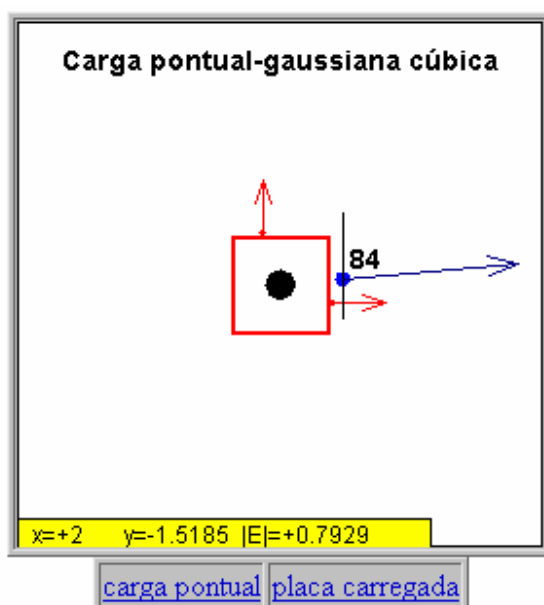 Carga pontual-gaussiana cúbica
84
x=+2 y=-1.5185 |E|=+0.7929
carga pontual placa carregada